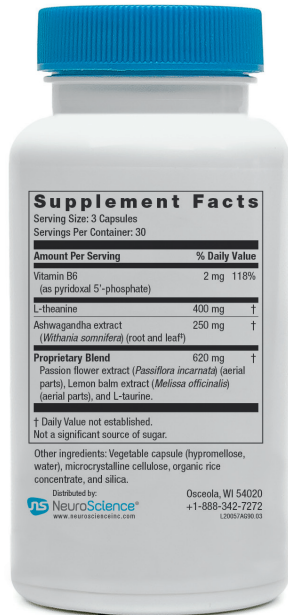 Supplement Facts
Serving Size: 3 Capsules
Servings Per Container: 30
Amount Per Serving % Daily Value
Vitamin B6 2 mg 118%
(as pyridoxal 5'-phosphate)
L-theanine 400 mg †
Ashwagandha extract 250 mg †
(Withania somnifera) (root and leaf‡)
Proprietary Blend 620 mg †
Passion flower extract (Passiflora incarnata) (aerial
parts), Lemon balm extract (Melissa officinalis)
(aerial parts), and L-taurine.
† Daily Value not established.
Not a significant source of sugar.
Other ingredients: Vegetable capsule (hypromellose,
water), microcrystalline cellulose, organic rice
concentrate, and silica.
Distributed by:
ns NeuroScience®
www.neuroscienceinc.com
Osceola, WI 54020
+1-888-342-7272
L20057AG90.03